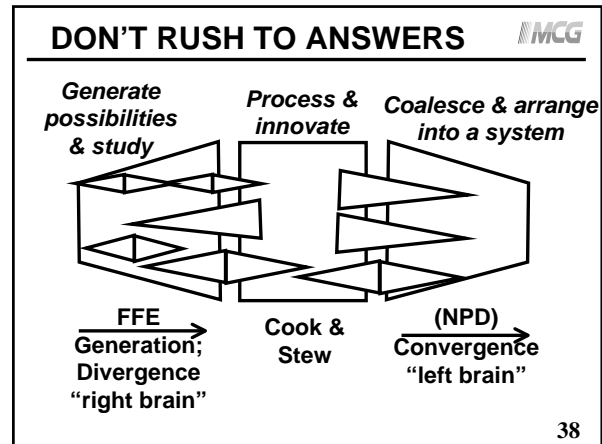 DON'T RUSH TO ANSWERS
MCG
Generate
possibilities
& study
Process &
innovate
Coalesce & arrange
into a system
FFE
Generation;
Divergence
“right brain”
Cook &
Stew
(NPD)
Convergence
“left brain”
38